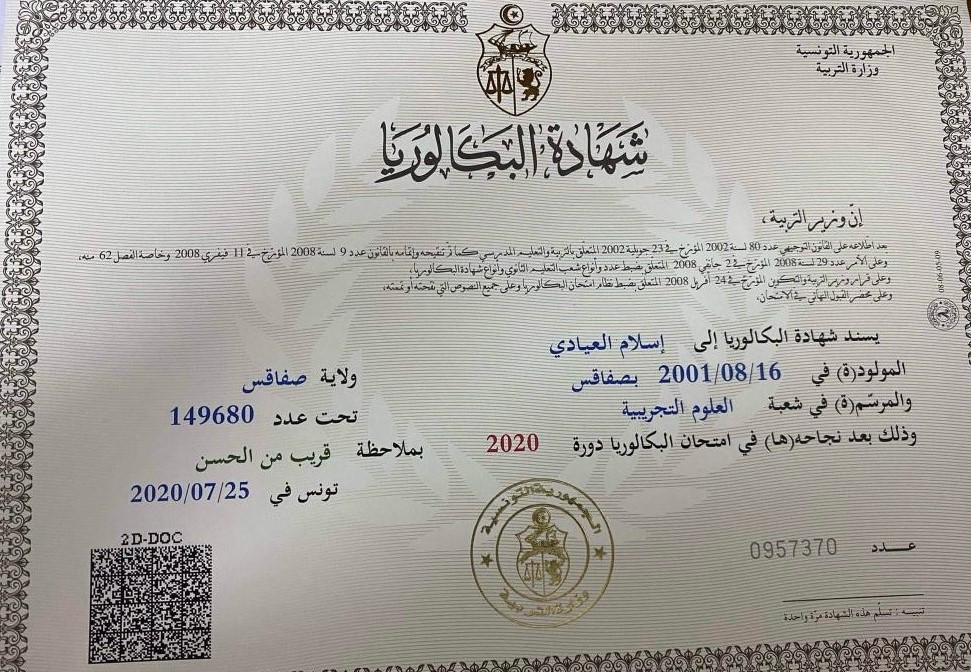 الجمهورية التونسية
وزارة التربية
شهادة البكالوريا
إنّ وزير التربية،
بعد اطلاعه على القانون التوجيهي عدد 80 لسنة 2002 المؤرخ في 23 جويلية 2002 المتعلق بالتربية والتعليم المدرسي كما تم تنقيحه وإتمامه بالقانون عدد 9 لسنة 2008 المؤرخ في 11 فيفري 2008 وخاصة الفصل 62 منه،
وعلى الأمر عدد 29 لسنة 2008 المؤرخ في 2 جانفي 2008 المتعلق بضبط عدد وأنواع شعب التعليم الثانوي وأنواع شهادة البكالوريا،
وعلى قرار وزير التربية والتكوين المؤرخ في 24 أفريل 2008 المتعلق بضبط نظام امتحان البكالوريا وعلى جميع النصوص التي نقحته أو تممته،
وعلى محضر القبول النهائي في الامتحان،
يسند شهادة البكالوريا إلى إسلام العيادي
المولود(ة) في 2001/08/16 بصفاقس ولاية صفاقس
والمرسّم(ة) في شعبة العلوم التجريبية تحت عدد 149680
وذلك بعد نجاحه(ها) في امتحان البكالوريا دورة 2020 بملاحظة قريب من الحسن
تونس في 2020/07/25
2D-DOC
الجمهورية التونسية
وزارة التربية
عدد 0957370
تنبيه : تسلّم هذه الشهادة مرّة واحدة